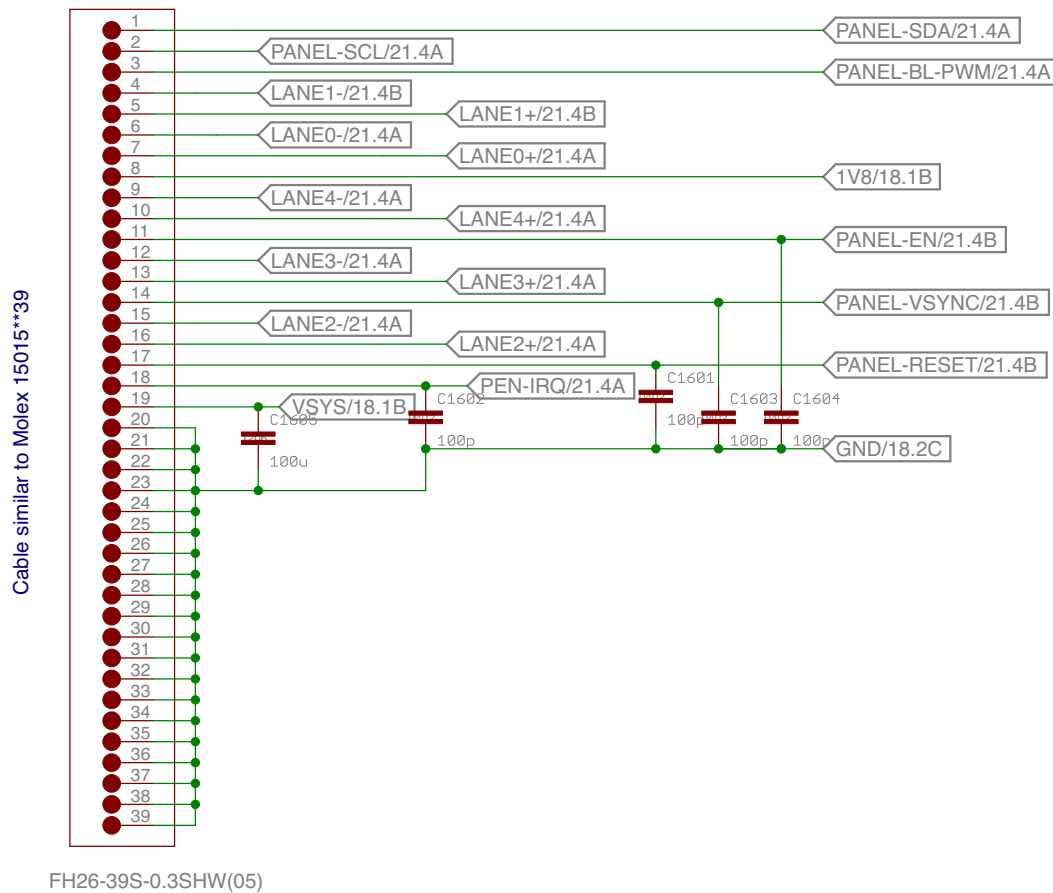 1
PANEL-SDA/21.4A
2
PANEL-SCL/21.4A
3
PANEL-BL-PWM/21.4A
4
LANE1-/21.4B
5
LANE1+/21.4B
6
LANE0-/21.4A
7
LANE0+/21.4A
8
1V8/18.1B
9
LANE4-/21.4A
10
LANE4+/21.4A
11
PANEL-EN/21.4B
12
LANE3-/21.4A
13
LANE3+/21.4A
14
PANEL-VSYNC/21.4B
15
LANE2-/21.4A
16
LANE2+/21.4A
17
PANEL-RESET/21.4B
18
PEN-IRQ/21.4A
C1601
19
VSYS/18.1B
C1602
C1603
C1604
20
C1605
100p
100p
100p
100p
21
GND/18.2C
22
100u
23
24
25
26
27
28
29
30
31
32
33
34
35
36
37
38
39
Cable similar to Molex 15015**39
FH26-39S-0.3SHW(05)